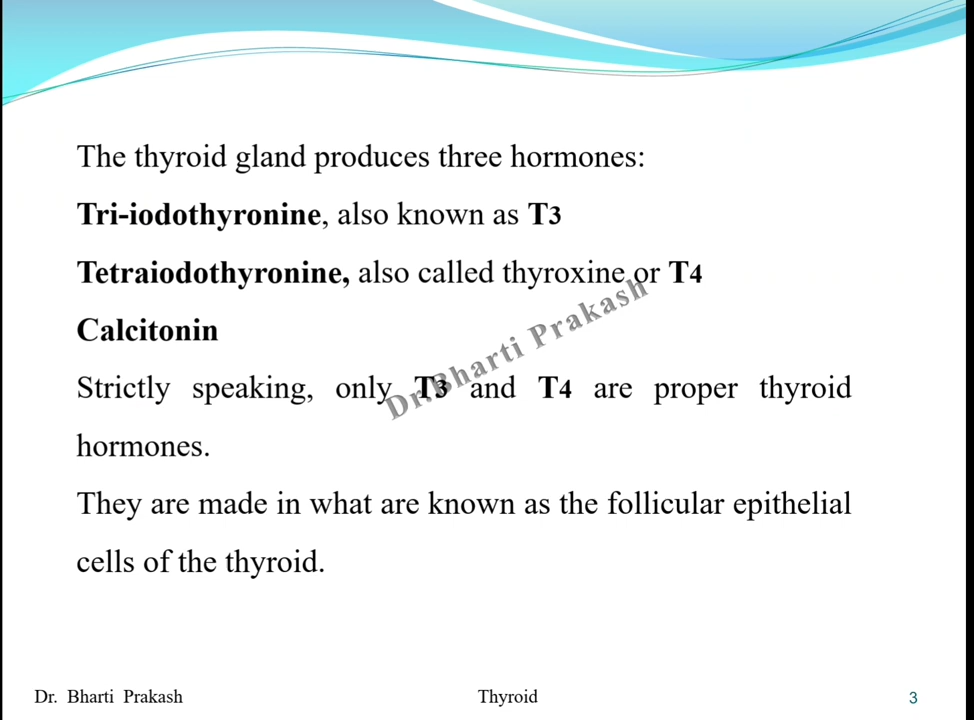 The thyroid gland produces three hormones:
Tri-iodothyronine, also known as T3
Tetraiodothyronine, also called thyroxine or T4
Calcitonin
Strictly speaking, only T3 and T4 are proper thyroid
hormones.
They are made in what are known as the follicular epithelial
cells of the thyroid.
Dr.Bharti Prakash
Dr. Bharti Prakash
Thyroid
3